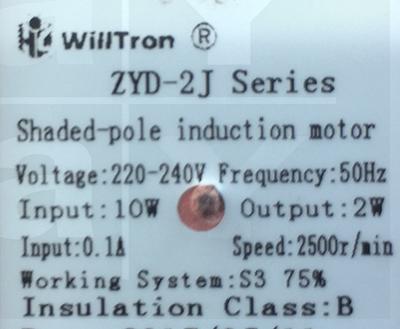 WillTron ®
ZYD-2J Series
Shaded-pole induction motor
Voltage:220-240V Frequency:50Hz
Input:10W Output:2W
Input:0.1A Speed:2500r/min
Working System:S3 75%
Insulation Class:B